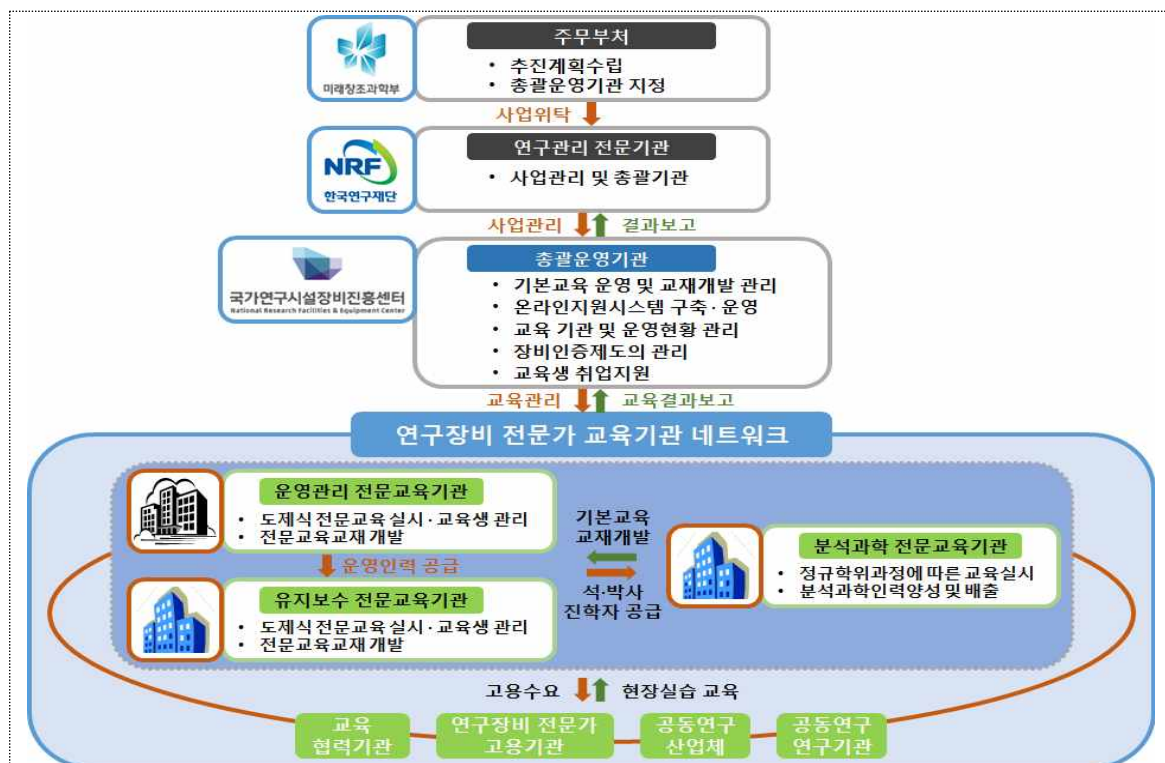 주무부처
미래창조과학부
• 추진계획수립
• 총괄운영기관 지정
사업위탁
연구관리 전문기관
NRF
한국연구재단
• 사업관리 및 총괄기관
사업관리
결과보고
총괄운영기관
국가연구시설장비진흥센터
National Research Facilities & Equipment Center
• 기본교육 운영 및 교재개발 관리
• 온라인지원시스템 구축·운영
• 교육 기관 및 운영현황 관리
• 장비인증제도의 관리
• 교육생 취업지원
교육관리
교육결과보고
연구장비 전문가 교육기관 네트워크
운영관리 전문교육기관
• 도제식 전문교육 실시·교육생 관리
• 전문교육교재 개발
운영인력 공급
유지보수 전문교육기관
• 도제식 전문교육 실시·교육생 관리
• 전문교육교재 개발
기본교육
교재개발
석·박사
진학자 공급
분석과학 전문교육기관
• 정규학위과정에 따른 교육실시
• 분석과학인력양성 및 배출
고용수요
현장실습 교육
교육
협력기관
연구장비 전문가
고용기관
공동연구
산업체
공동연구
연구기관